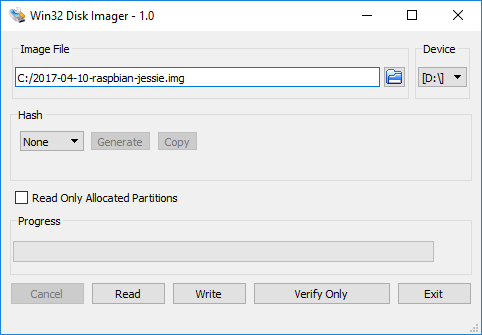 Win32 Disk Imager - 1.0
Image File
Device
C:/2017-04-10-raspbian-jessie.img
[D:\]
Hash
None
Generate
Copy
Read Only Allocated Partitions
Progress
Cancel
Read
Write
Verify Only
Exit